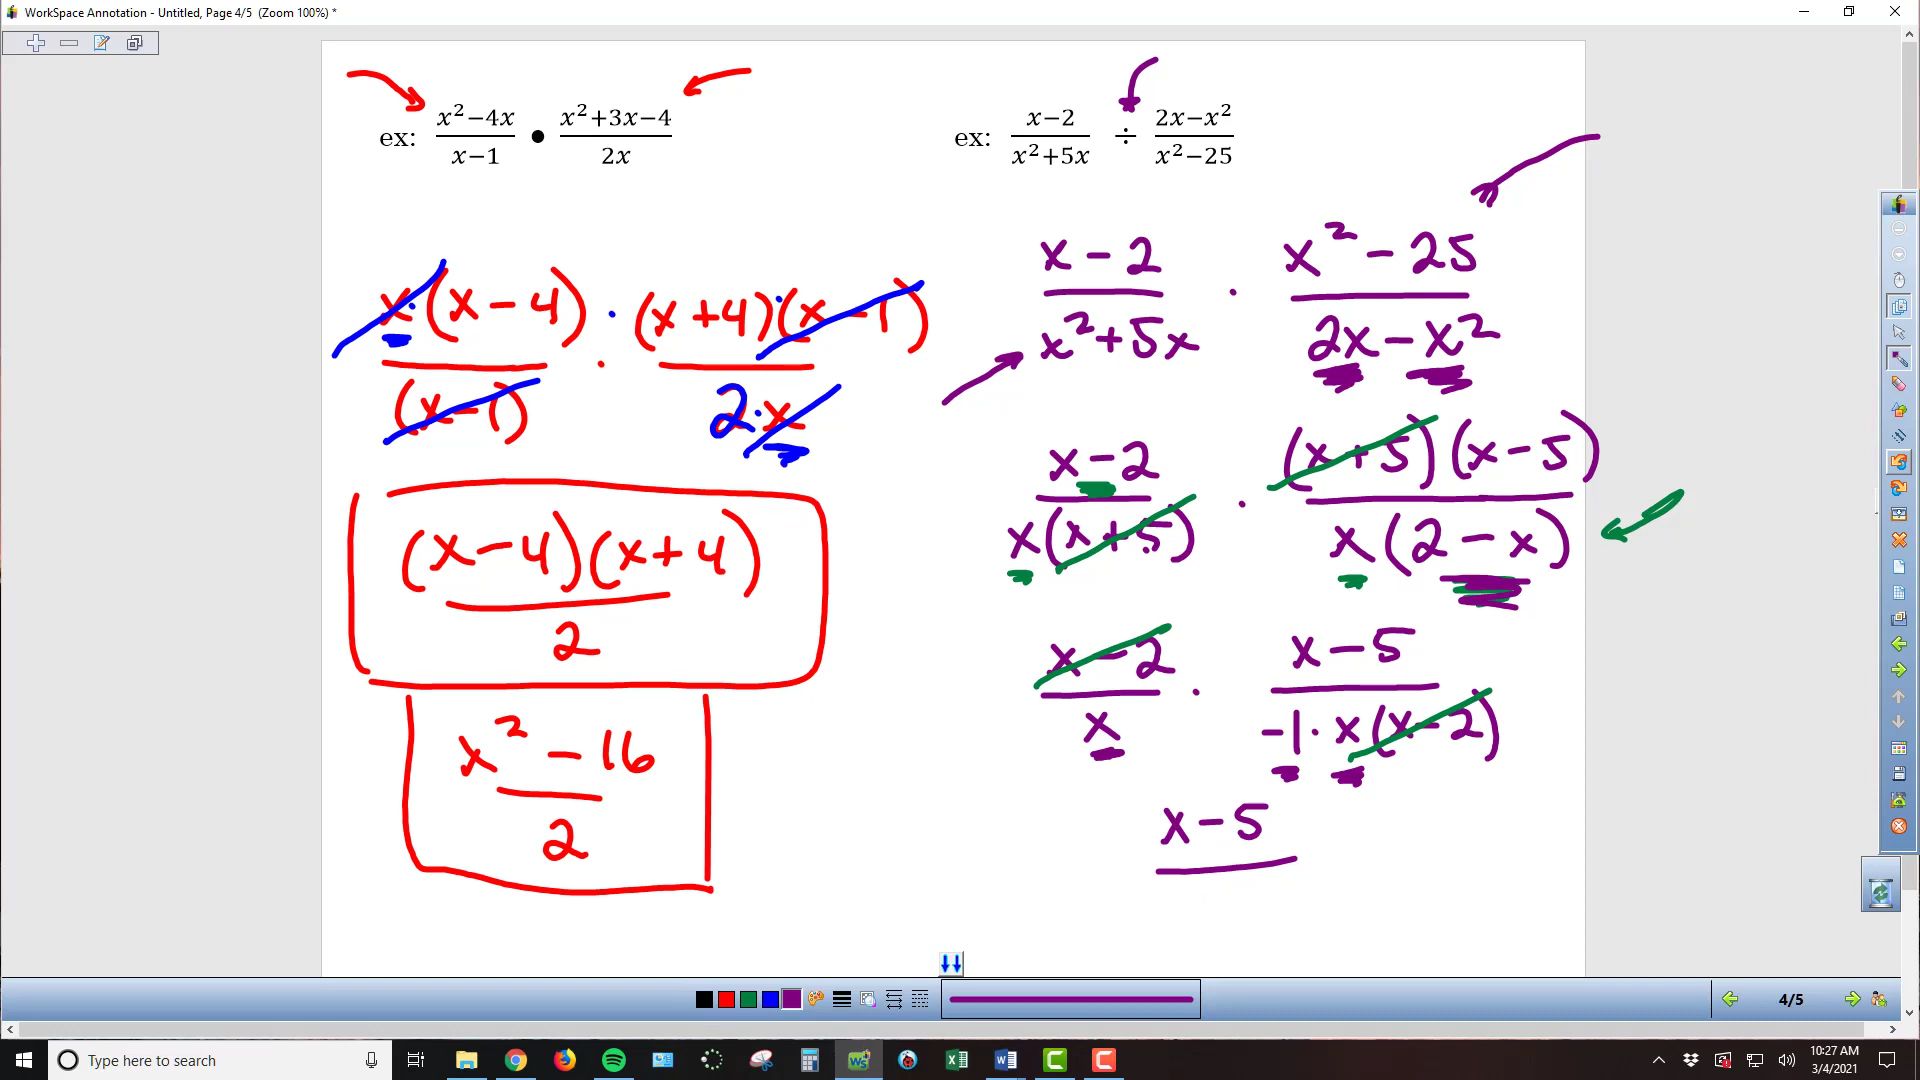 WorkSpace Annotation - Untitled, Page 4/5 (Zoom 100%) *
ex: x²−4x / x−1 • x²+3x−4 / 2x
ex: x−2 / x²+5x ÷ 2x−x² / x²−25
x·(x−4)·(x+4)·(x−1)
(x−1) · 2·x
(x−4)(x+4)
2
x²−16
2
x−2 · x²−25
x²+5x 2x−x²
x−2 · (x+5)(x−5)
x(x+5) x(2−x)
x−2 · x−5
x −1·x(x−2)
x−5
4/5
Type here to search
10:27 AM
3/4/2021